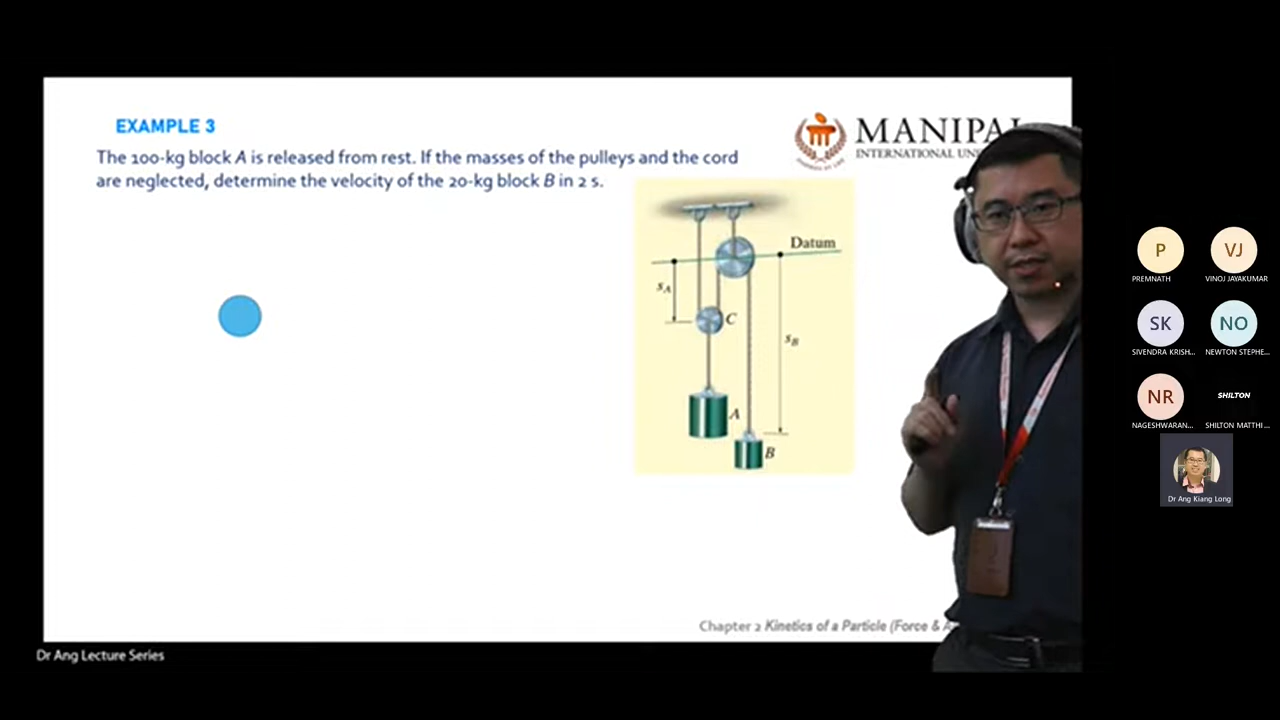 EXAMPLE 3
MANIPAL
INTERNATIONAL
The 100-kg block A is released from rest. If the masses of the pulleys and the cord
are neglected, determine the velocity of the 20-kg block B in 2 s.
Datum
sA
C
sB
A
B
Chapter 2 Kinetics of a Particle (Force &
Dr Ang Lecture Series
P
VJ
PREMNATH
VINOJ JAYAKUMAR
SK
NO
SIVENDRA KRISH...
NEWTON STEPHE...
NR
SHILTON
NAGESHWARAN...
SHILTON MATTHI...
Dr Ang Kiang Long